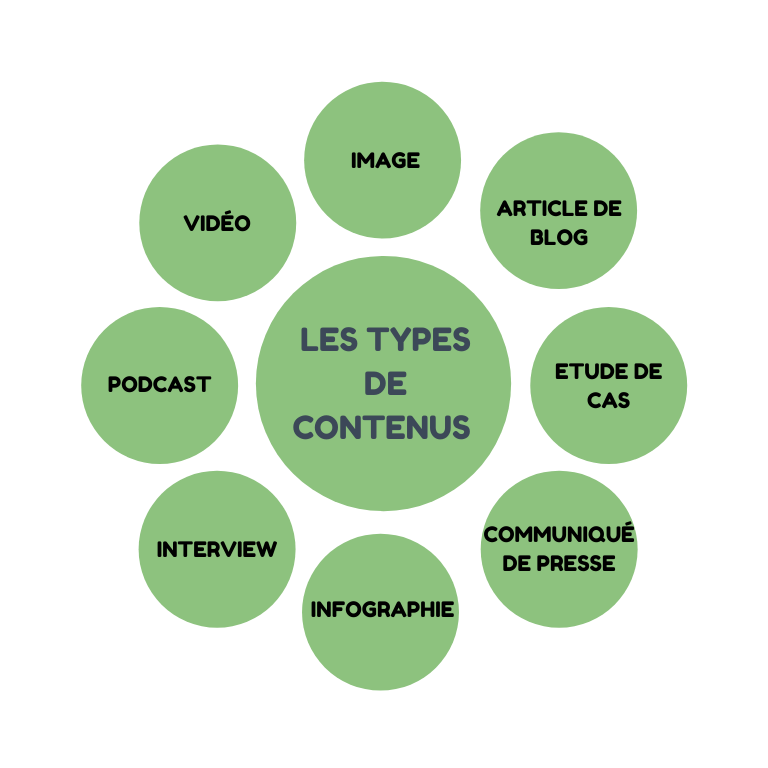 IMAGE
ARTICLE DE
BLOG
VIDÉO
LES TYPES
DE
CONTENUS
ETUDE DE
CAS
PODCAST
COMMUNIQUÉ
DE PRESSE
INTERVIEW
INFOGRAPHIE